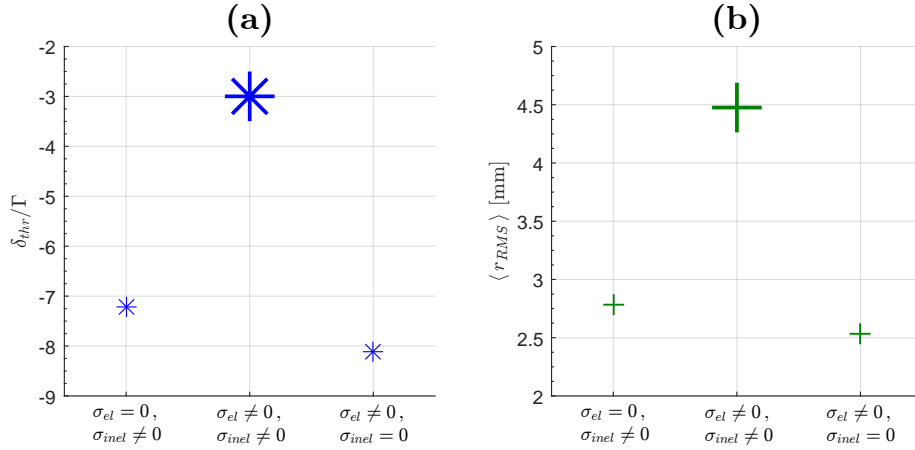 (a)
-2
-3
-4
-5
-6
-7
-8
-9
δ_thr/Γ
σ_el = 0 ,
σ_inel ≠ 0
σ_el ≠ 0 ,
σ_inel ≠ 0
σ_el ≠ 0 ,
σ_inel = 0
(b)
5
4.5
4
3.5
3
2.5
2
⟨ r_RMS ⟩ [mm]
σ_el = 0 ,
σ_inel ≠ 0
σ_el ≠ 0 ,
σ_inel ≠ 0
σ_el ≠ 0 ,
σ_inel = 0